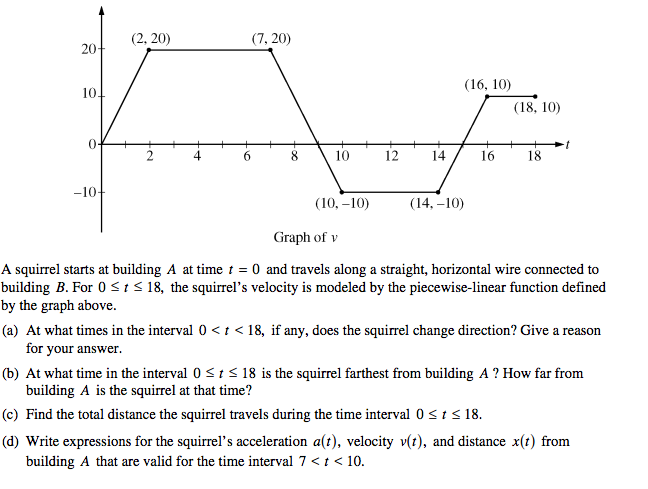 (2, 20)
(7, 20)
20
(16, 10)
10
(18, 10)
0
t
2
4
6
8
10
12
14
16
18
−10
(10, −10)
(14, −10)
Graph of v
A squirrel starts at building A at time t = 0 and travels along a straight, horizontal wire connected to
building B. For 0 ≤ t ≤ 18, the squirrel's velocity is modeled by the piecewise-linear function defined
by the graph above.
(a) At what times in the interval 0 < t < 18, if any, does the squirrel change direction? Give a reason
for your answer.
(b) At what time in the interval 0 ≤ t ≤ 18 is the squirrel farthest from building A ? How far from
building A is the squirrel at that time?
(c) Find the total distance the squirrel travels during the time interval 0 ≤ t ≤ 18.
(d) Write expressions for the squirrel's acceleration a(t), velocity v(t), and distance x(t) from
building A that are valid for the time interval 7 < t < 10.